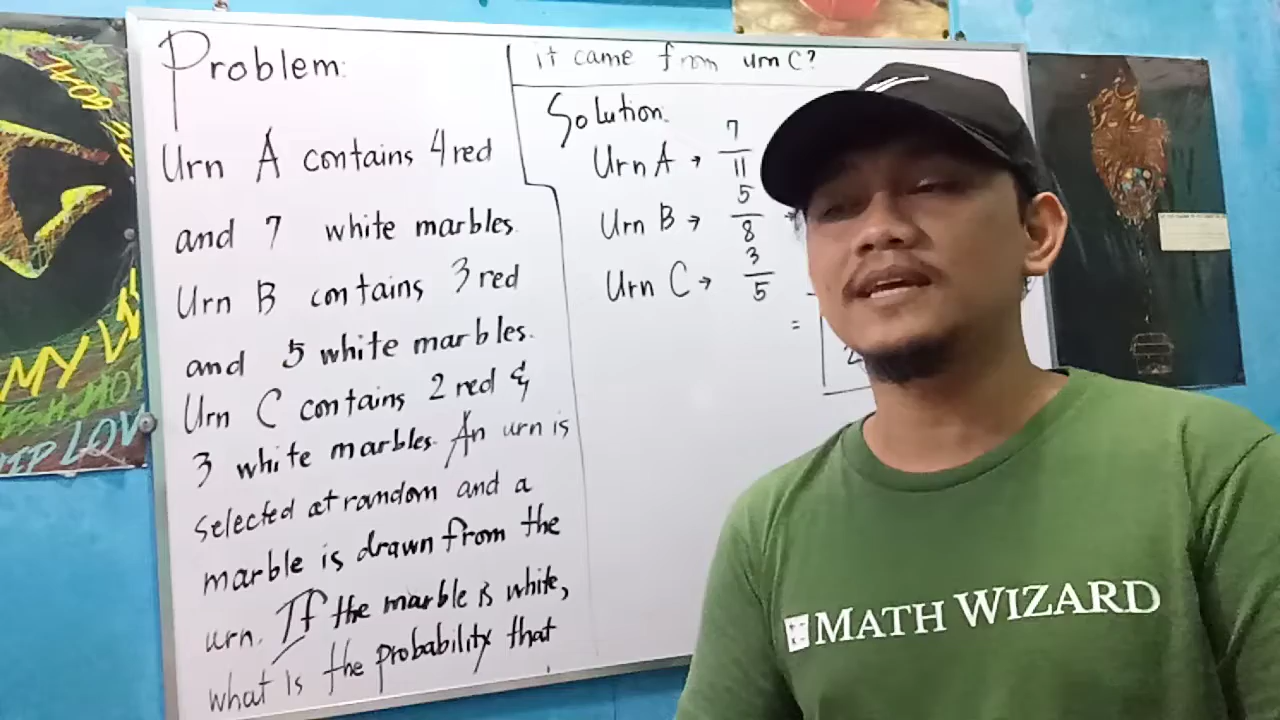 Problem:
Urn A contains 4 red
and 7 white marbles
Urn B contains 3 red
and 5 white marbles.
Urn C contains 2 red &
3 white marbles. An urn is
selected at random and a
marble is drawn from the
urn. If the marble is white,
what is the probability that
it came from urn C?
Solution:
Urn A → 7/11
Urn B → 5/8
Urn C → 3/5
=
2
MATH WIZARD
MY
LOV